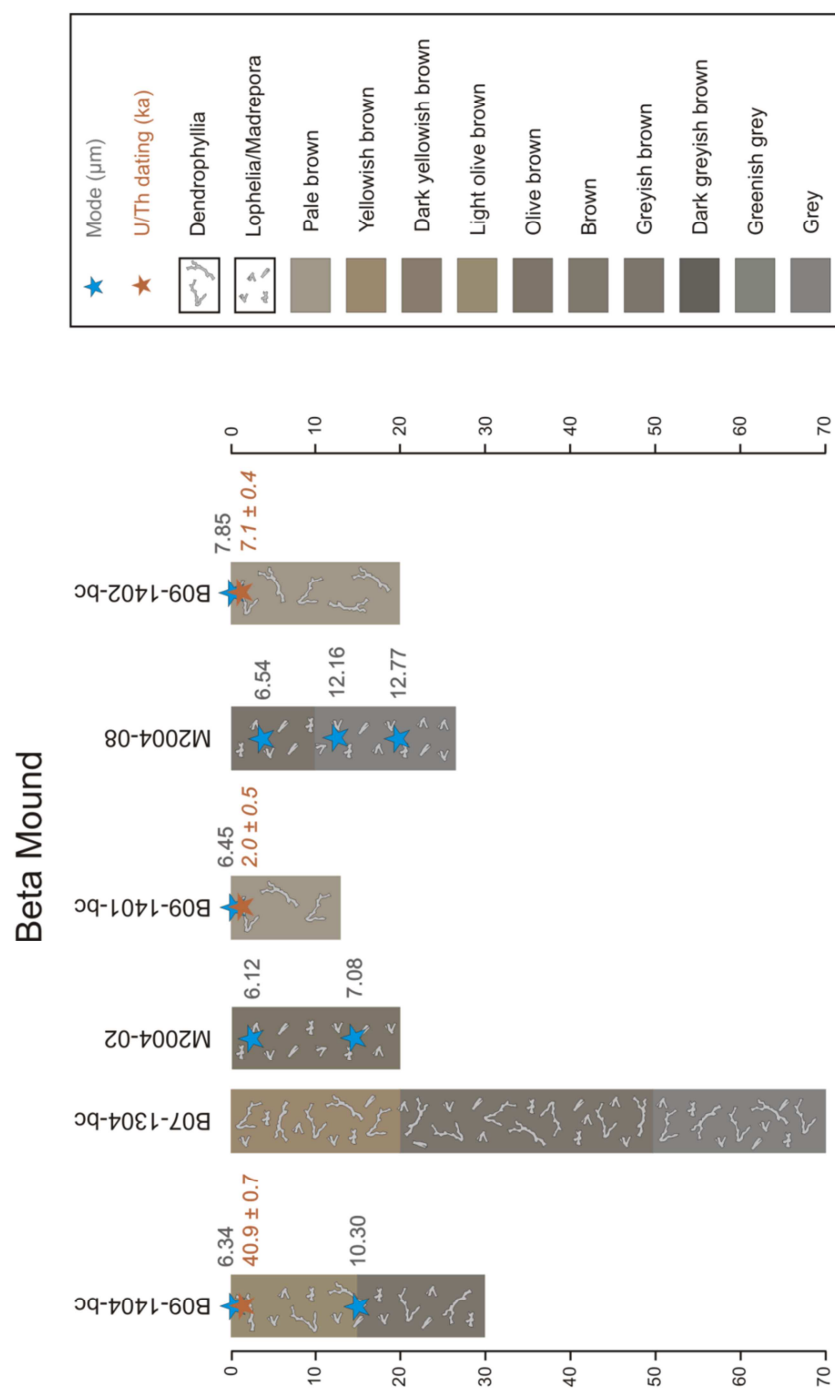 Beta Mound
B09-1404-bc
B07-1304-bc
M2004-02
B09-1401-bc
M2004-08
B09-1402-bc
6.34
40.9 ± 0.7
10.30
6.12
7.08
6.45
2.0 ± 0.5
6.54
12.16
12.77
7.85
7.1 ± 0.4
0
10
20
30
40
50
60
70
0
10
20
30
40
50
60
70
Mode (µm)
U/Th dating (ka)
Dendrophyllia
Lophelia/Madrepora
Pale brown
Yellowish brown
Dark yellowish brown
Light olive brown
Olive brown
Brown
Greyish brown
Dark greyish brown
Greenish grey
Grey